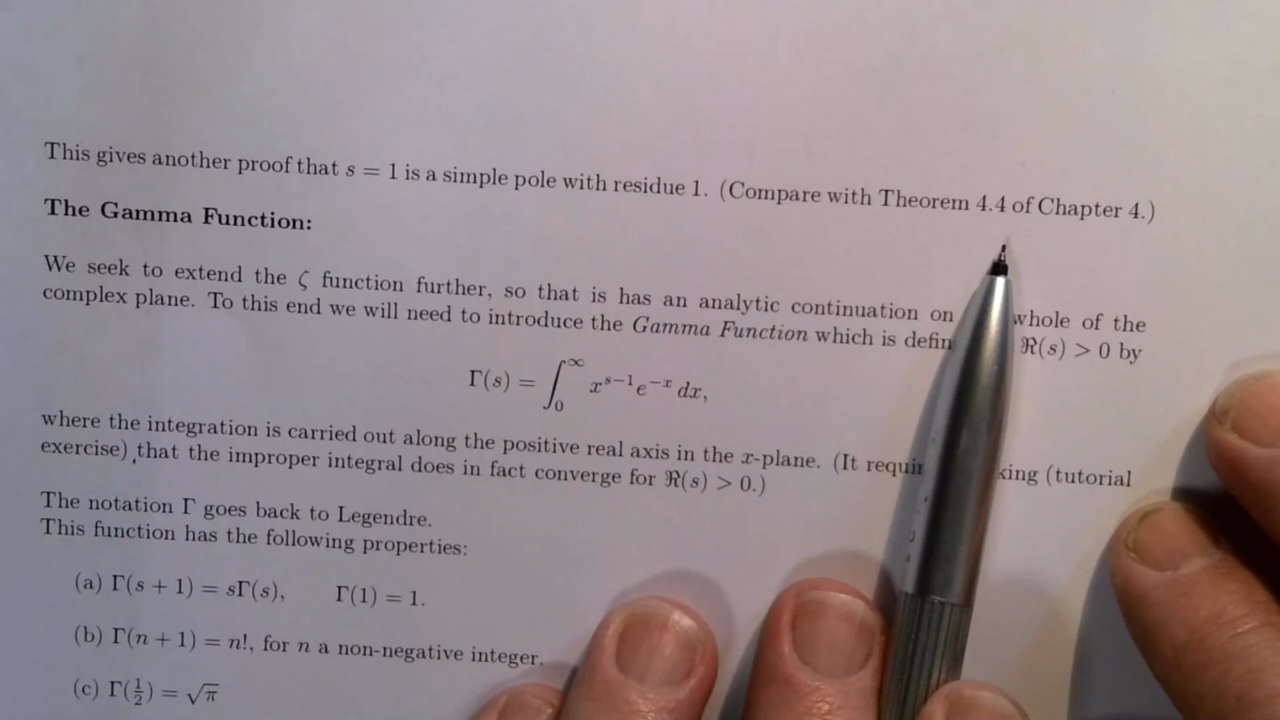 This gives another proof that s = 1 is a simple pole with residue 1. (Compare with Theorem 4.4 of Chapter 4.)
The Gamma Function:
We seek to extend the ζ function further, so that is has an analytic continuation on whole of the
complex plane. To this end we will need to introduce the Gamma Function which is defin ℜ(s) > 0 by
Γ(s) = ∫₀^∞ x^{s−1} e^{−x} dx,
where the integration is carried out along the positive real axis in the x-plane. (It requir king (tutorial
exercise) that the improper integral does in fact converge for ℜ(s) > 0.)
The notation Γ goes back to Legendre.
This function has the following properties:
(a) Γ(s + 1) = sΓ(s), Γ(1) = 1.
(b) Γ(n + 1) = n!, for n a non-negative integer.
(c) Γ(1/2) = √π